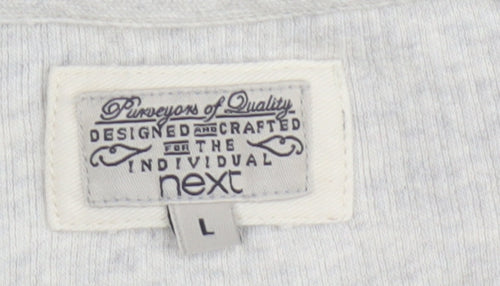 Purveyors of Quality
DESIGNED AND CRAFTED
FOR THE
INDIVIDUAL
next
L